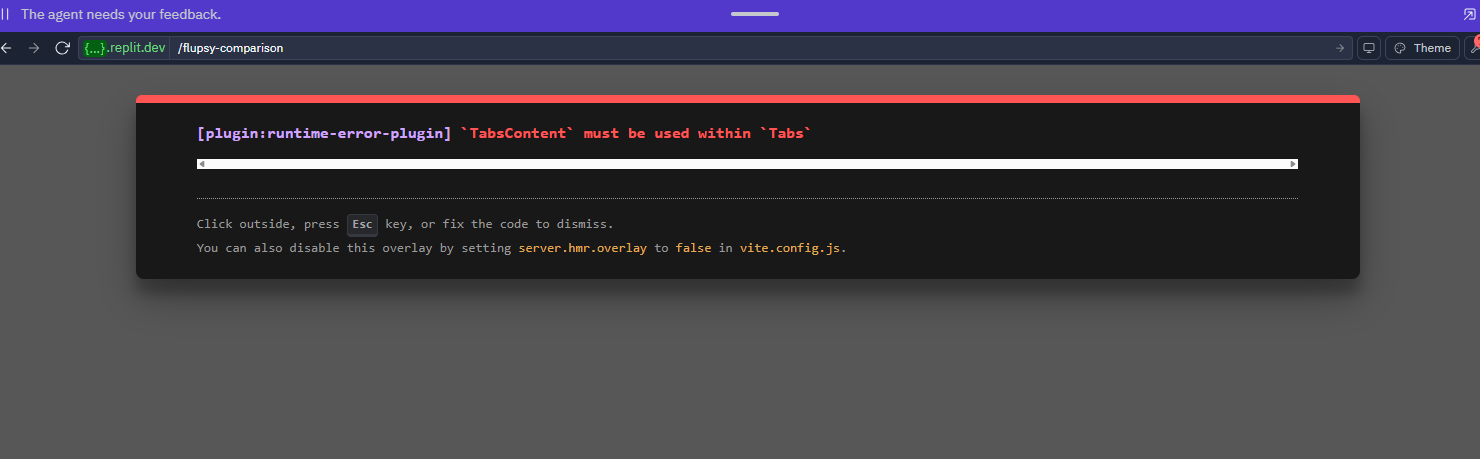 The agent needs your feedback.
{...}.replit.dev /flupsy-comparison
Theme
[plugin:runtime-error-plugin] `TabsContent` must be used within `Tabs`
Click outside, press Esc key, or fix the code to dismiss.
You can also disable this overlay by setting server.hmr.overlay to false in vite.config.js.